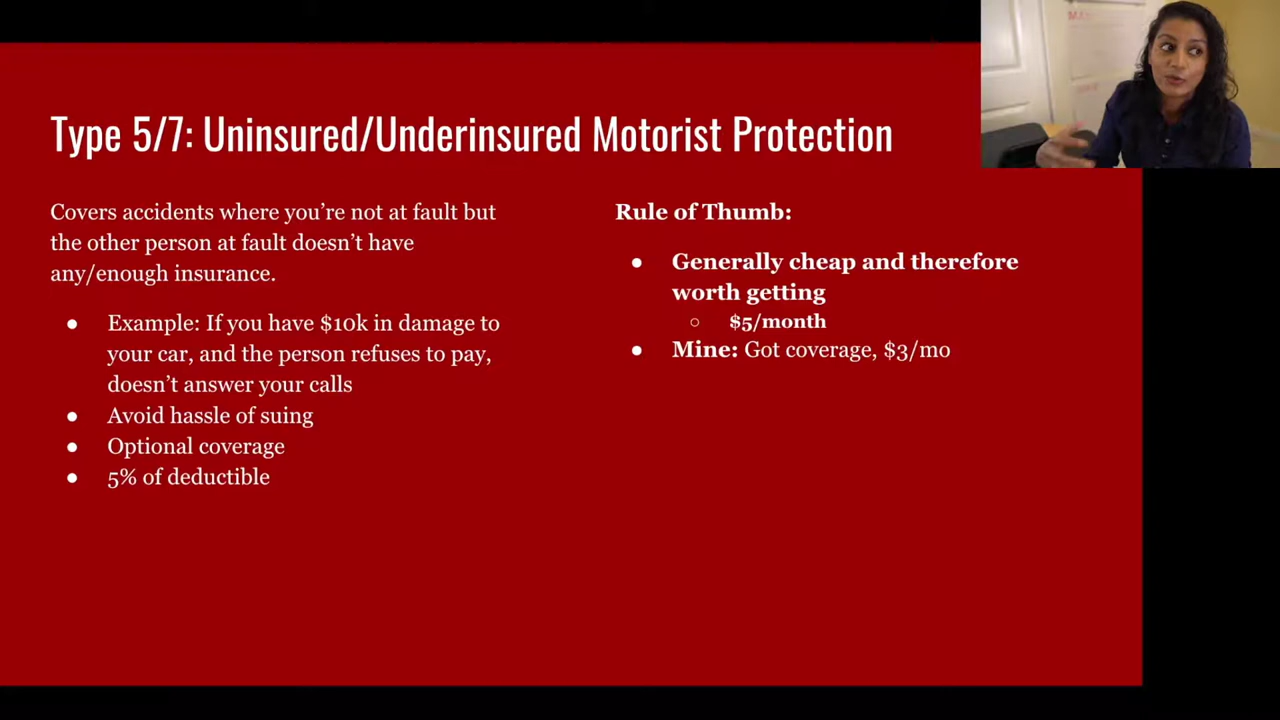 Type 5/7: Uninsured/Underinsured Motorist Protection
Covers accidents where you’re not at fault but
the other person at fault doesn’t have
any/enough insurance.
● Example: If you have $10k in damage to
your car, and the person refuses to pay,
doesn’t answer your calls
● Avoid hassle of suing
● Optional coverage
● 5% of deductible
Rule of Thumb:
● Generally cheap and therefore
worth getting
○ $5/month
● Mine: Got coverage, $3/mo